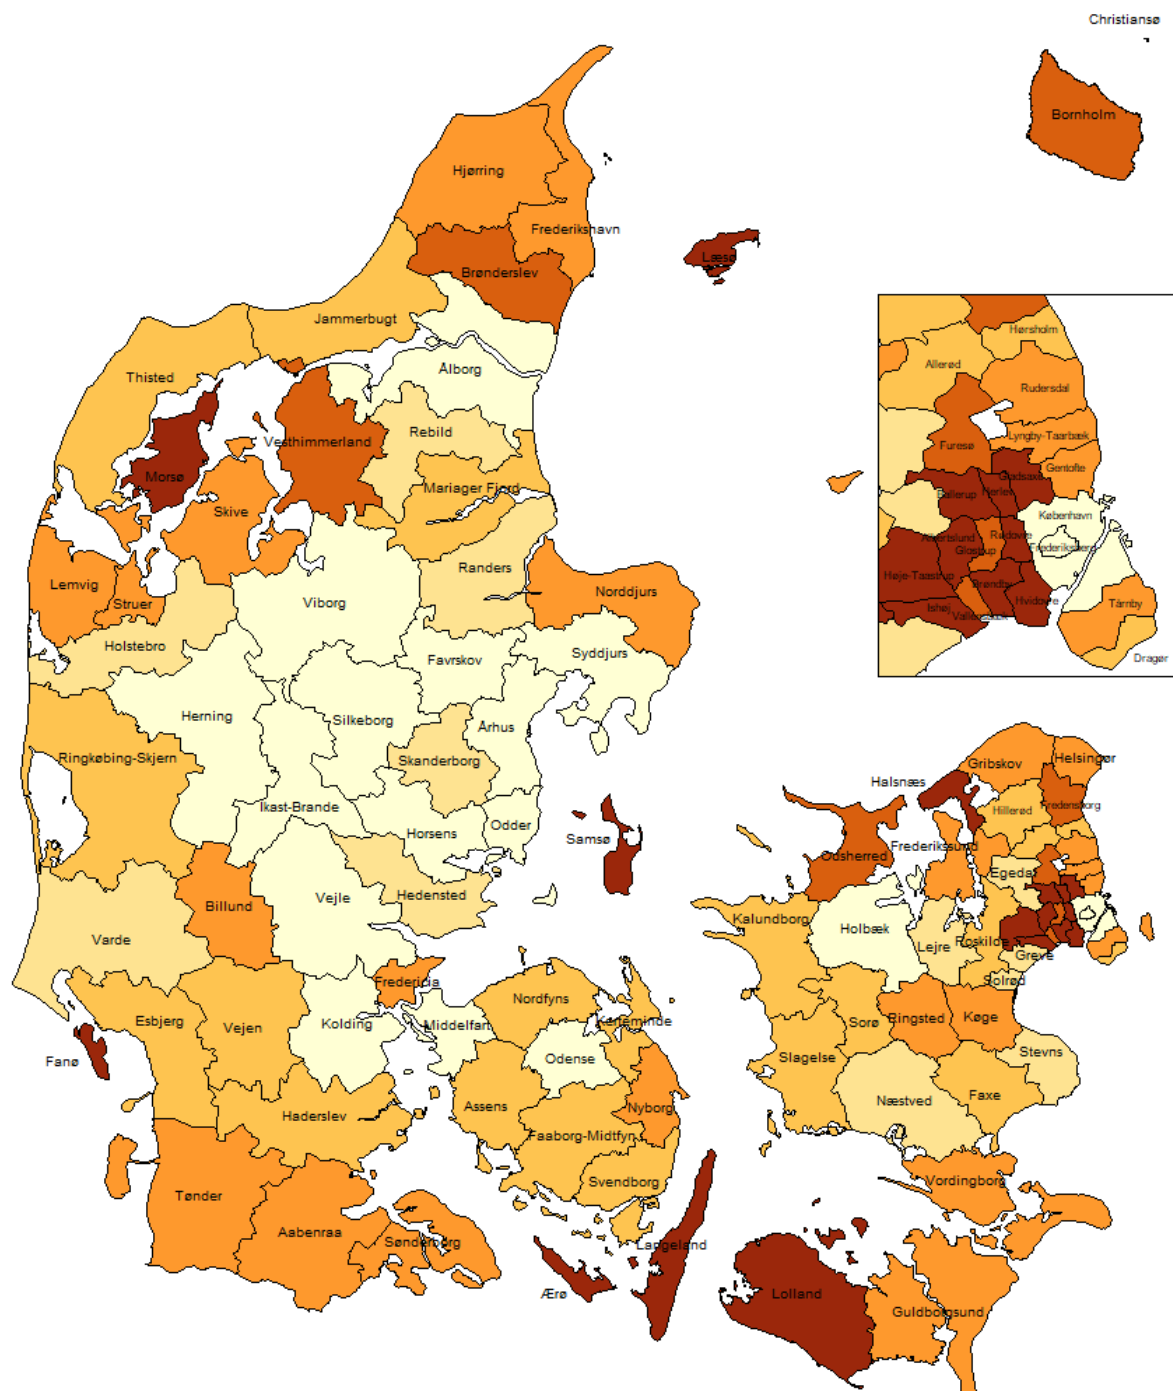 Christiansø
Bornholm
Hjørring
Frederikshavn
Læsø
Brønderslev
Jammerbugt
Hørsholm
Allerød
Ålborg
Thisted
Rudersdal
Rebild
Vesthimmerland
Lyngby-Taarbæk
Furesø
Gentofte
Morsø
Gladsaxe
Mariager Fjord
Ballerup
Herlev
Skive
København
Albertslund
Rødovre
Frederiksberg
Glostrup
Randers
Høje-Taastrup
Lemvig
Brøndby
Norddjurs
Viborg
Struer
Hvidovre
Tårnby
Ishøj
Vallensbæk
Holstebro
Favrskov
Syddjurs
Dragør
Herning
Silkeborg
Århus
Ringkøbing-Skjern
Skanderborg
Gribskov
Helsingør
Halsnæs
Ikast-Brande
Hillerød
Fredensborg
Odder
Horsens
Samsø
Frederikssund
Odsherred
Egedal
Hedensted
Vejle
Billund
Kalundborg
Holbæk
Varde
Lejre
Roskilde
Greve
Fredericia
Solrød
Nordfyns
Esbjerg
Vejen
Kolding
Middelfart
Kerteminde
Sorø
Ringsted
Køge
Stevns
Fanø
Odense
Slagelse
Faxe
Næstved
Assens
Nyborg
Haderslev
Faaborg-Midtfyn
Svendborg
Vordingborg
Tønder
Aabenraa
Sønderborg
Langeland
Ærø
Lolland
Guldborgsund